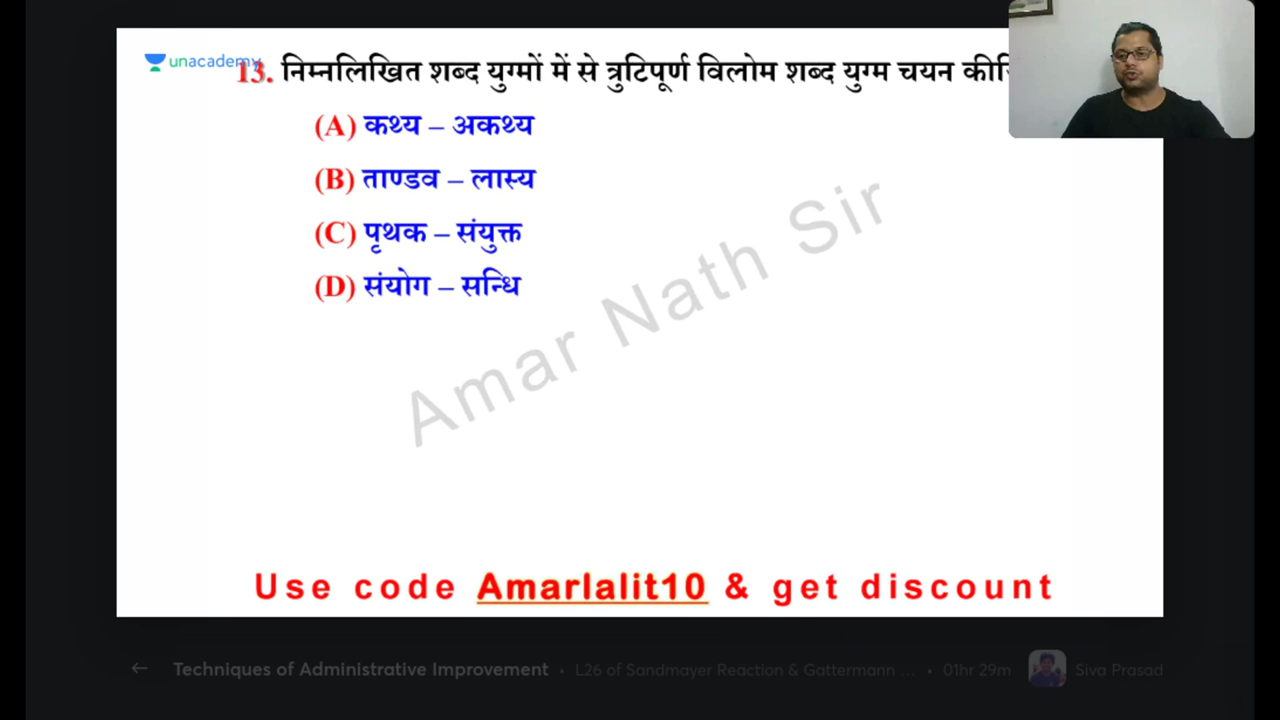 unacademy
13. निम्नलिखित शब्द युग्मों में से त्रुटिपूर्ण विलोम शब्द युग्म चयन
(A) कथ्य – अकथ्य
(B) ताण्डव – लास्य
(C) पृथक – संयुक्त
(D) संयोग – सन्धि
Amar Nath Sir
Use code Amarlalit10 & get discount
← Techniques of Administrative Improvement • L26 of Sandmayer Reaction & Gattermann ... • 01hr 29m Siva Prasad